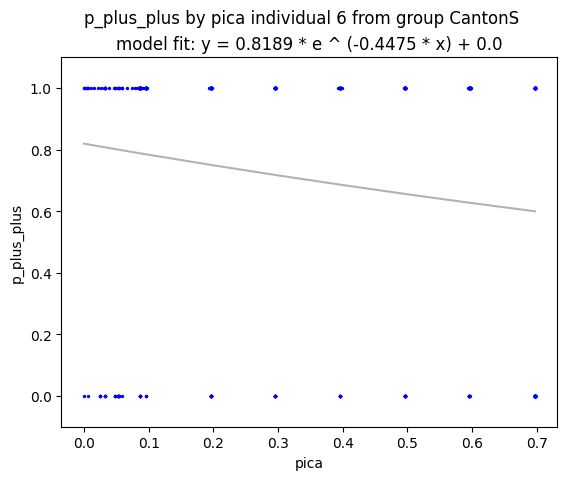 p_plus_plus by pica individual 6 from group CantonS
model fit: y = 0.8189 * e ^ (-0.4475 * x) + 0.0
1.0
0.8
0.6
0.4
0.2
0.0
p_plus_plus
0.0 0.1 0.2 0.3 0.4 0.5 0.6 0.7
pica